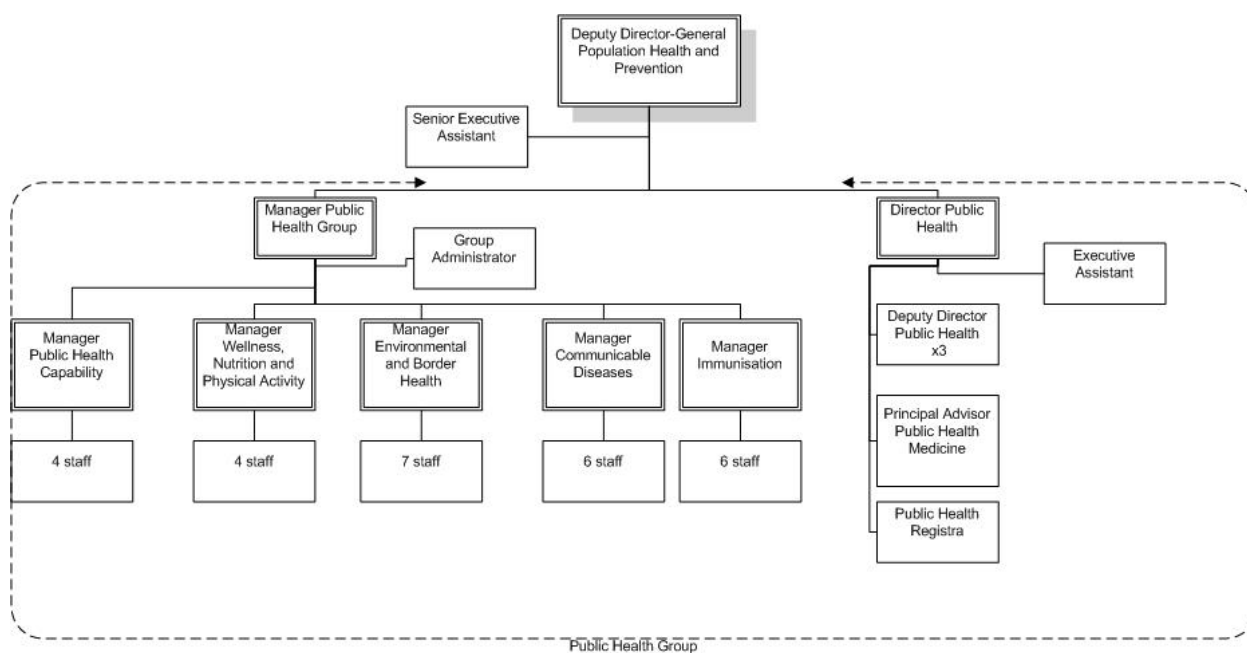 Deputy Director-General
Population Health and
Prevention
Senior Executive
Assistant
Manager Public
Health Group
Director Public
Health
Group
Administrator
Executive
Assistant
Manager
Public Health
Capability
Manager
Wellness,
Nutrition and
Physical Activity
Manager
Environmental
and Border
Health
Manager
Communicable
Diseases
Manager
Immunisation
Deputy Director
Public Health
x3
Principal Advisor
Public Health
Medicine
4 staff
4 staff
7 staff
6 staff
6 staff
Public Health
Registra
Public Health Group